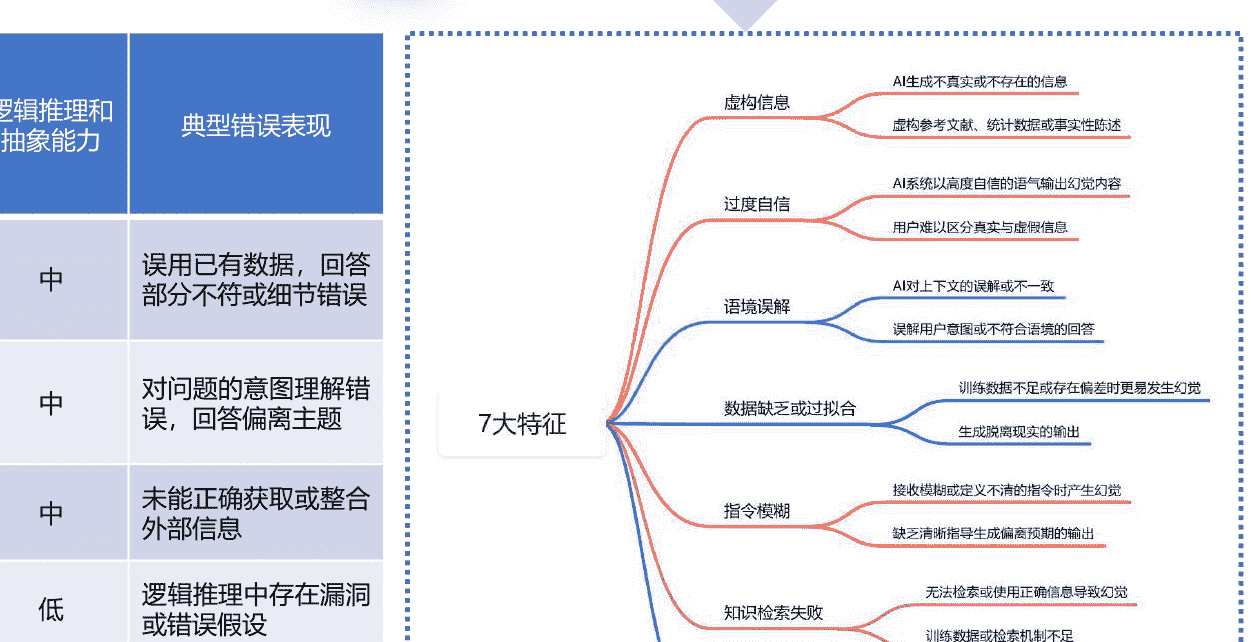 逻辑推理和
抽象能力
典型错误表现
中
误用已有数据，回答
部分不符或细节错误
中
对问题的意图理解错
误，回答偏离主题
中
未能正确获取或整合
外部信息
低
逻辑推理中存在漏洞
或错误假设
7大特征
虚构信息
AI生成不真实或不存在的信息
虚构参考文献、统计数据或事实性陈述
过度自信
AI系统以高度自信的语气输出幻觉内容
用户难以区分真实与虚假信息
语境误解
AI对上下文的误解或不一致
误解用户意图或不符合语境的回答
数据缺乏或过拟合
训练数据不足或存在偏差时更易发生幻觉
生成脱离现实的输出
指令模糊
接收模糊或定义不清的指令时产生幻觉
缺乏清晰指导生成偏离预期的输出
知识检索失败
无法检索或使用正确信息导致幻觉
训练数据或检索机制不足